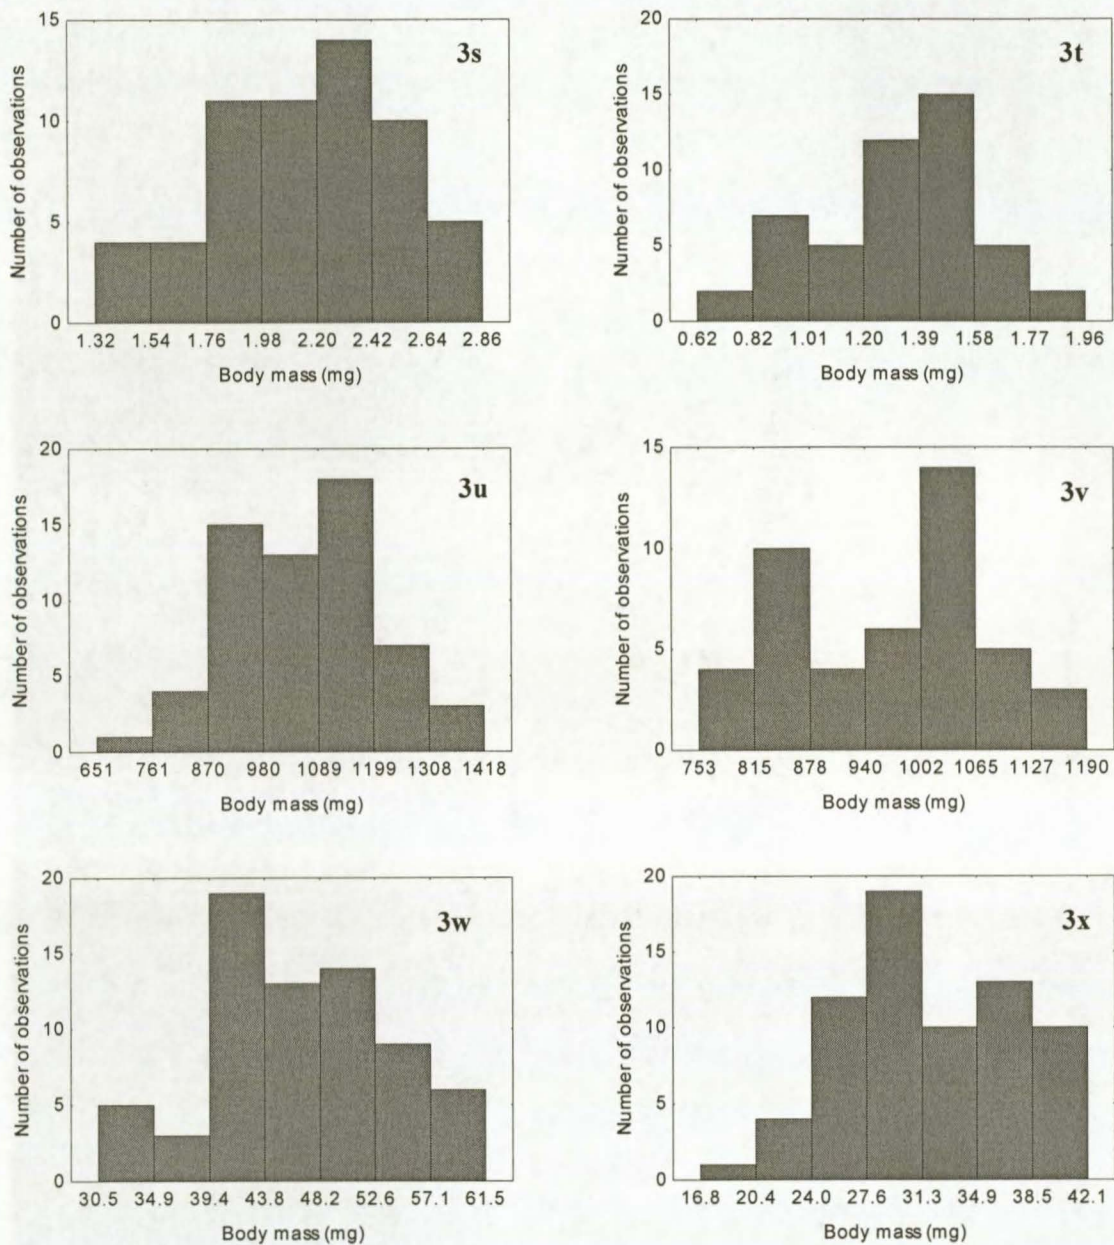 3s
Number of observations
15
10
5
0
1.32 1.54 1.76 1.98 2.20 2.42 2.64 2.86
Body mass (mg)
3t
Number of observations
20
15
10
5
0
0.62 0.82 1.01 1.20 1.39 1.58 1.77 1.96
Body mass (mg)
3u
Number of observations
20
15
10
5
0
651 761 870 980 1089 1199 1308 1418
Body mass (mg)
3v
Number of observations
15
10
5
0
753 815 878 940 1002 1065 1127 1190
Body mass (mg)
3w
Number of observations
20
15
10
5
0
30.5 34.9 39.4 43.8 48.2 52.6 57.1 61.5
Body mass (mg)
3x
Number of observations
20
15
10
5
0
16.8 20.4 24.0 27.6 31.3 34.9 38.5 42.1
Body mass (mg)